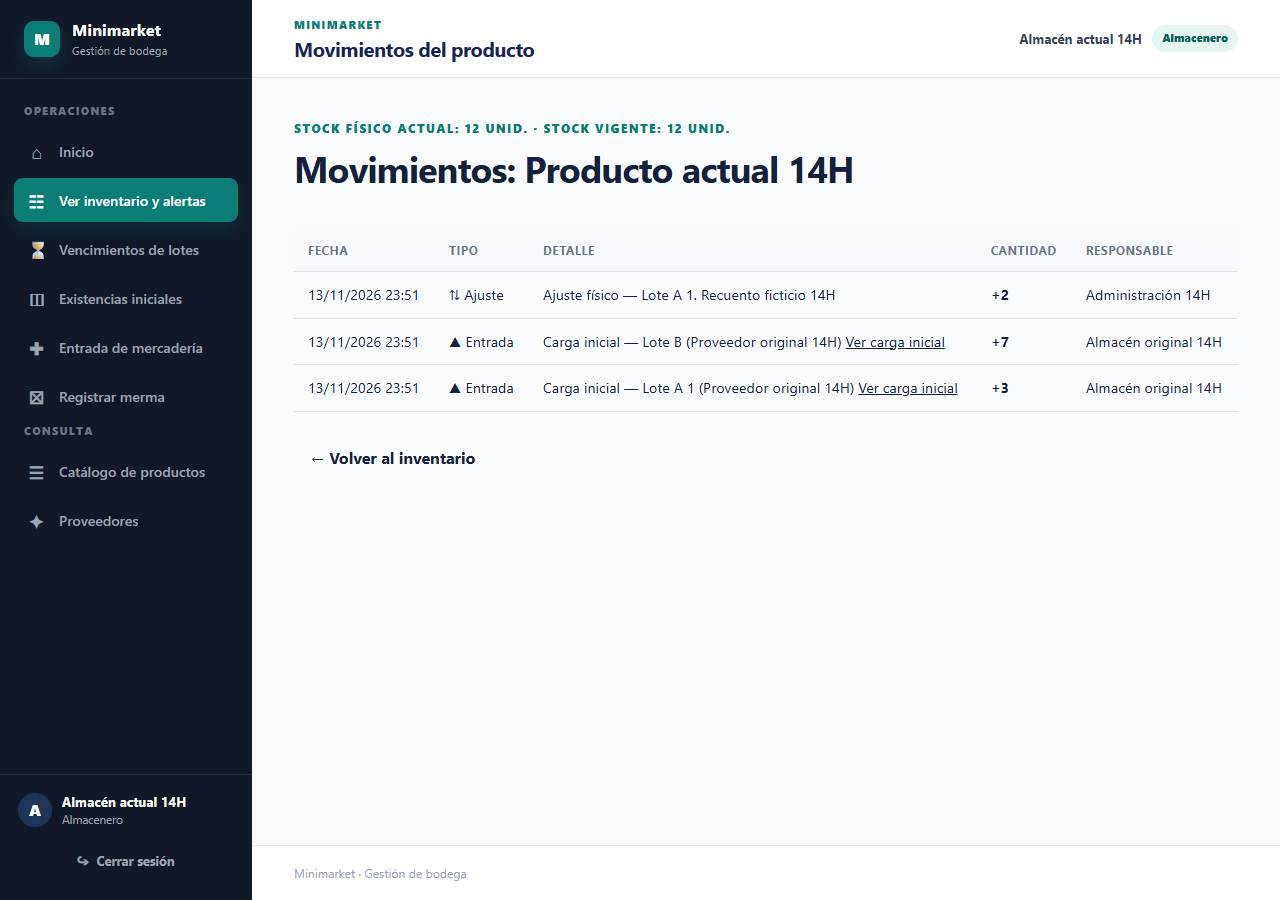 M
Minimarket
Gestión de bodega
OPERACIONES
Inicio
Ver inventario y alertas
Vencimientos de lotes
Existencias iniciales
Entrada de mercadería
Registrar merma
CONSULTA
Catálogo de productos
Proveedores
A
Almacén actual 14H
Almacenero
↪ Cerrar sesión
MINIMARKET
Movimientos del producto
Almacén actual 14H Almacenero
STOCK FÍSICO ACTUAL: 12 UNID. · STOCK VIGENTE: 12 UNID.
Movimientos: Producto actual 14H
FECHA TIPO DETALLE CANTIDAD RESPONSABLE
13/11/2026 23:51 ⇅ Ajuste Ajuste físico — Lote A 1. Recuento ficticio 14H +2 Administración 14H
13/11/2026 23:51 ▲ Entrada Carga inicial — Lote B (Proveedor original 14H) Ver carga inicial +7 Almacén original 14H
13/11/2026 23:51 ▲ Entrada Carga inicial — Lote A 1 (Proveedor original 14H) Ver carga inicial +3 Almacén original 14H
← Volver al inventario
Minimarket · Gestión de bodega